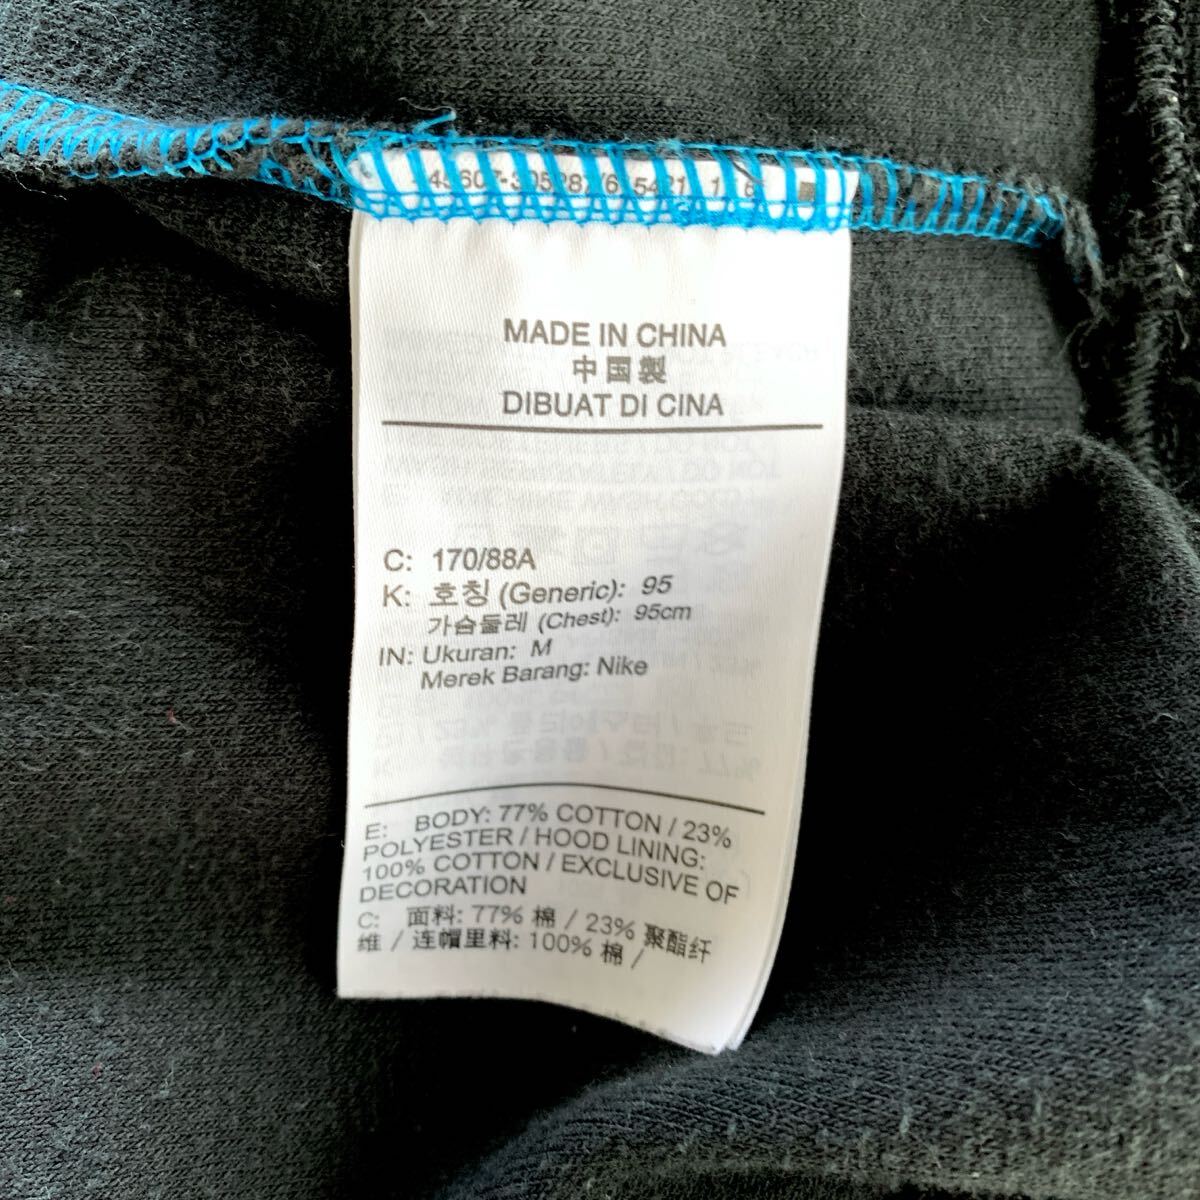 MADE IN CHINA
中国製
DIBUAT DI CINA
C: 170/88A
K: 호칭 (Generic): 95
가슴둘레 (Chest): 95cm
IN: Ukuran: M
Merek Barang: Nike
E: BODY: 77% COTTON / 23%
POLYESTER / HOOD LINING:
100% COTTON / EXCLUSIVE OF
DECORATION
C: 面料: 77% 棉 / 23% 聚酯纤
维 / 连帽里料: 100% 棉 /